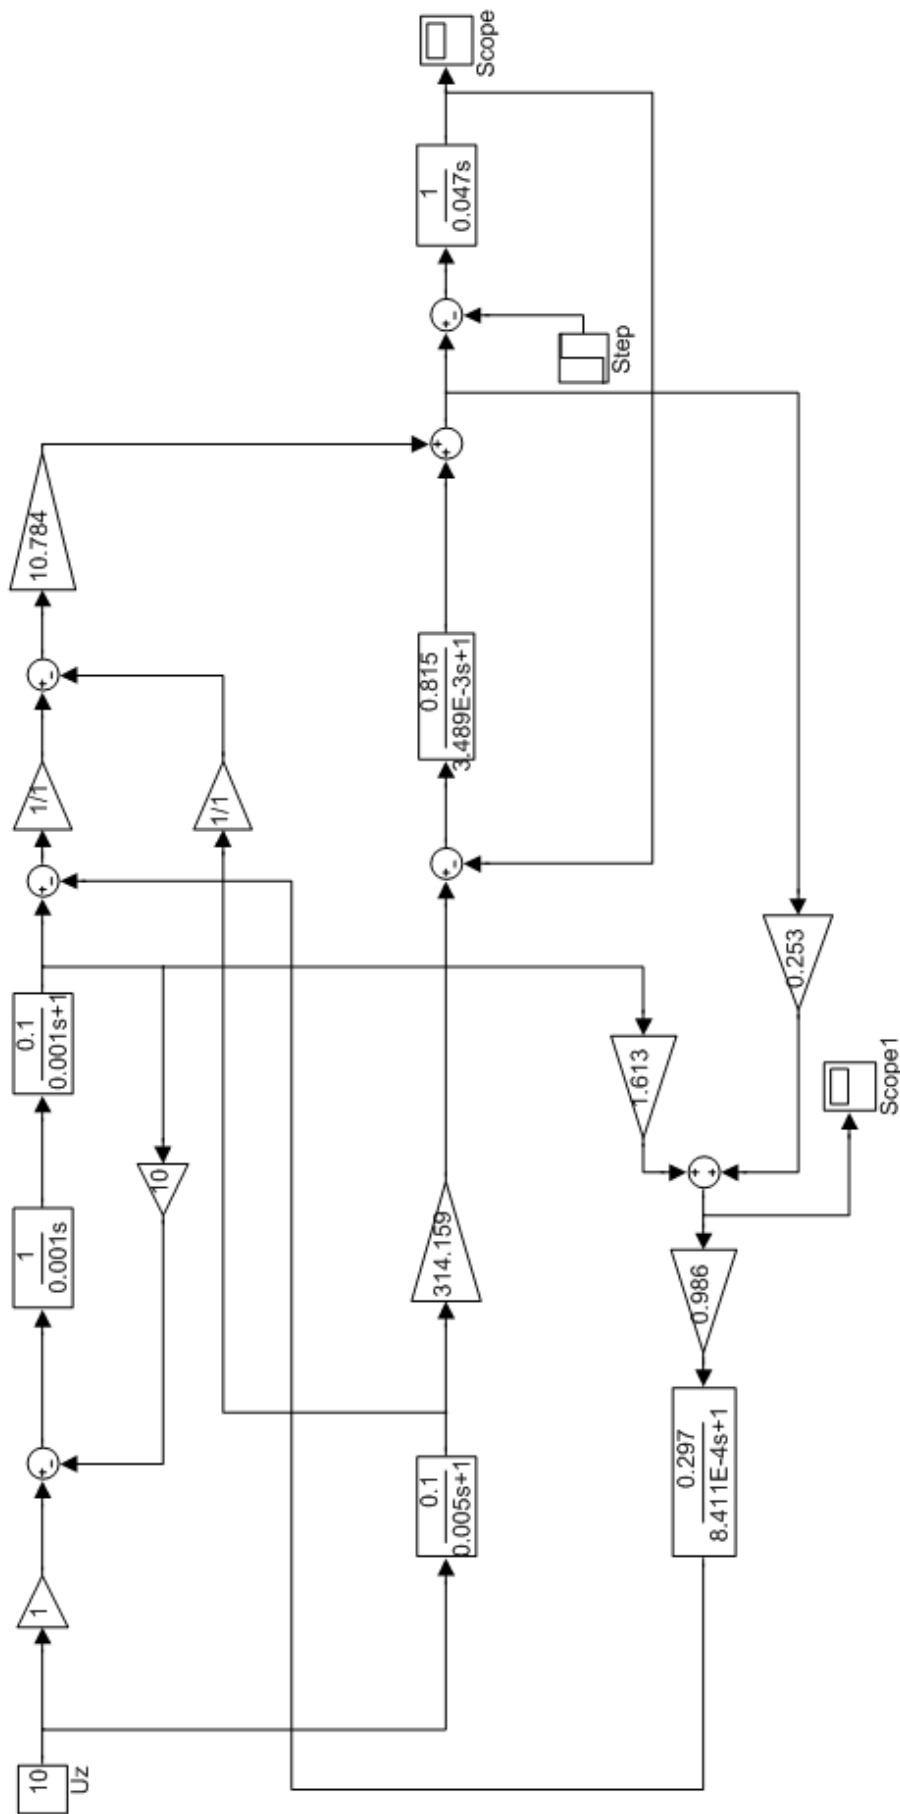 10
Uz
1
1
0.001s
0.1
0.001s+1
1/1
10.784
10
1/1
0.1
0.005s+1
314.159
0.815
3.489E-3s+1
1
0.047s
Scope
Step
1.613
0.253
Scope1
0.986
0.297
8.411E-4s+1